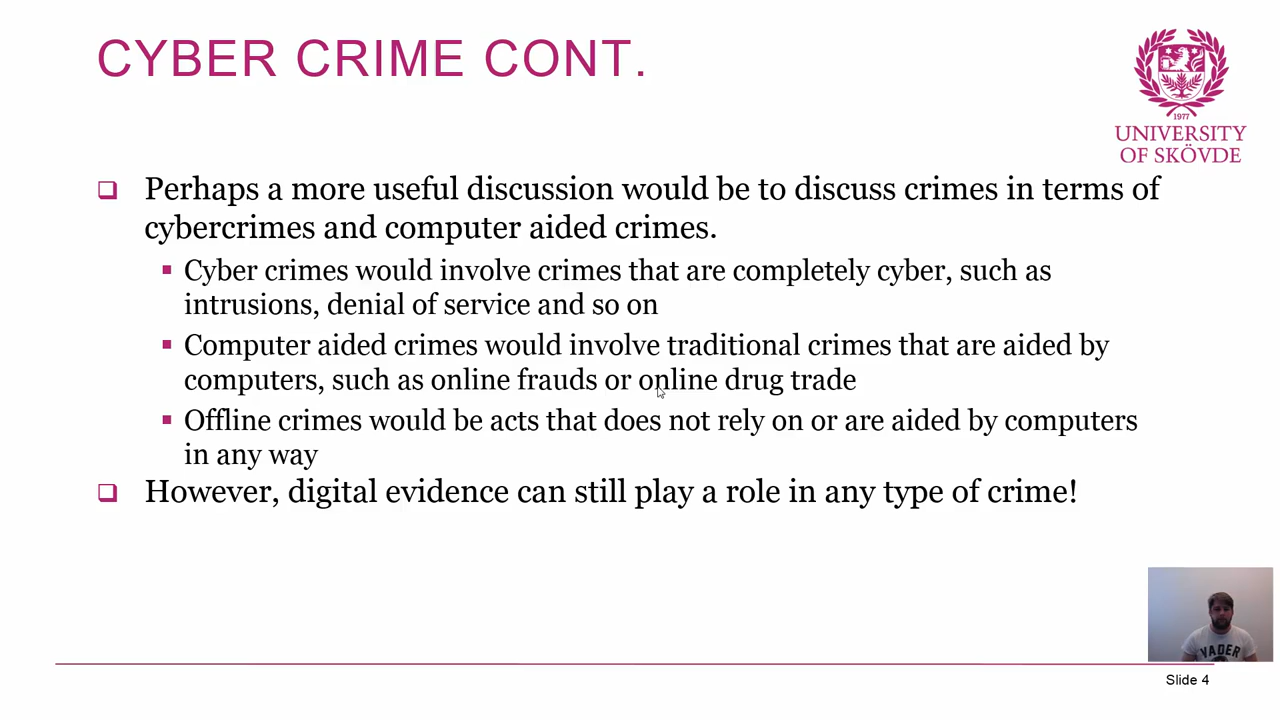 CYBER CRIME CONT.
1977
UNIVERSITY
OF SKÖVDE
Perhaps a more useful discussion would be to discuss crimes in terms of
cybercrimes and computer aided crimes.
Cyber crimes would involve crimes that are completely cyber, such as
intrusions, denial of service and so on
Computer aided crimes would involve traditional crimes that are aided by
computers, such as online frauds or online drug trade
Offline crimes would be acts that does not rely on or are aided by computers
in any way
However, digital evidence can still play a role in any type of crime!
VADER
Slide 4